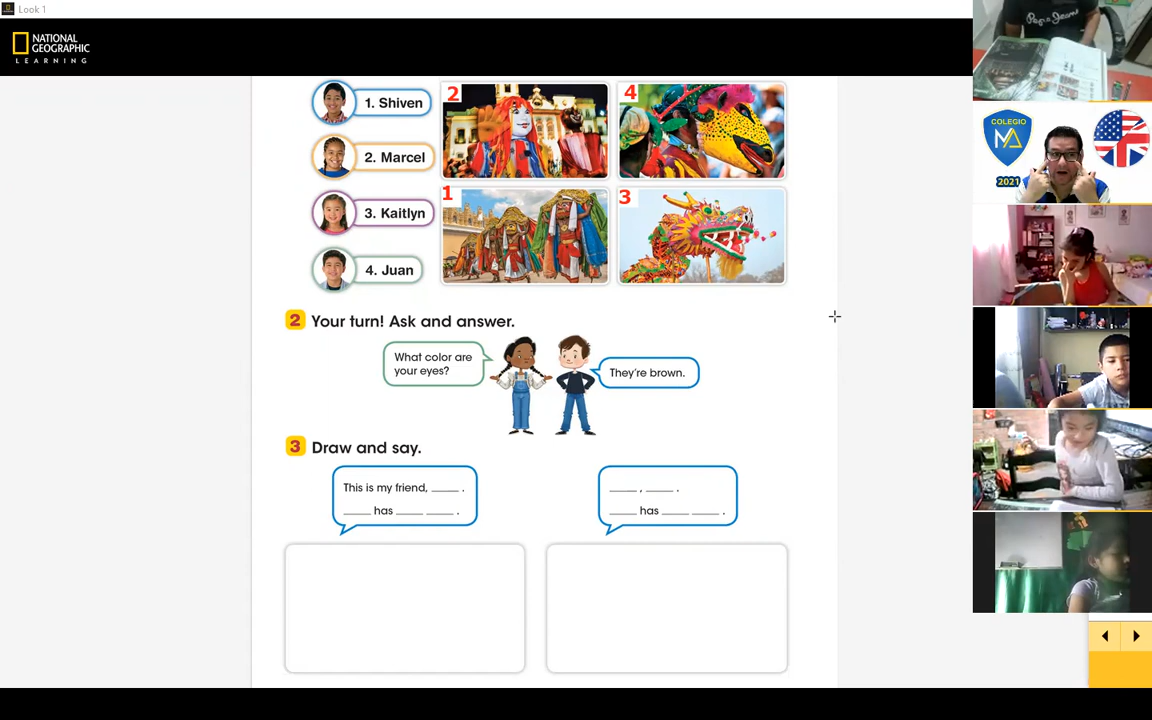 Look 1
NATIONAL
GEOGRAPHIC
LEARNING
1. Shiven
2
4
2. Marcel
3. Kaitlyn
1
3
4. Juan
2 Your turn! Ask and answer.
What color are
your eyes?
They're brown.
3 Draw and say.
This is my friend, ____ .
____ has ____ ____ .
____ , ____ .
____ has ____ ____ .
Pepe Jeans
COLEGIO
MA
2021